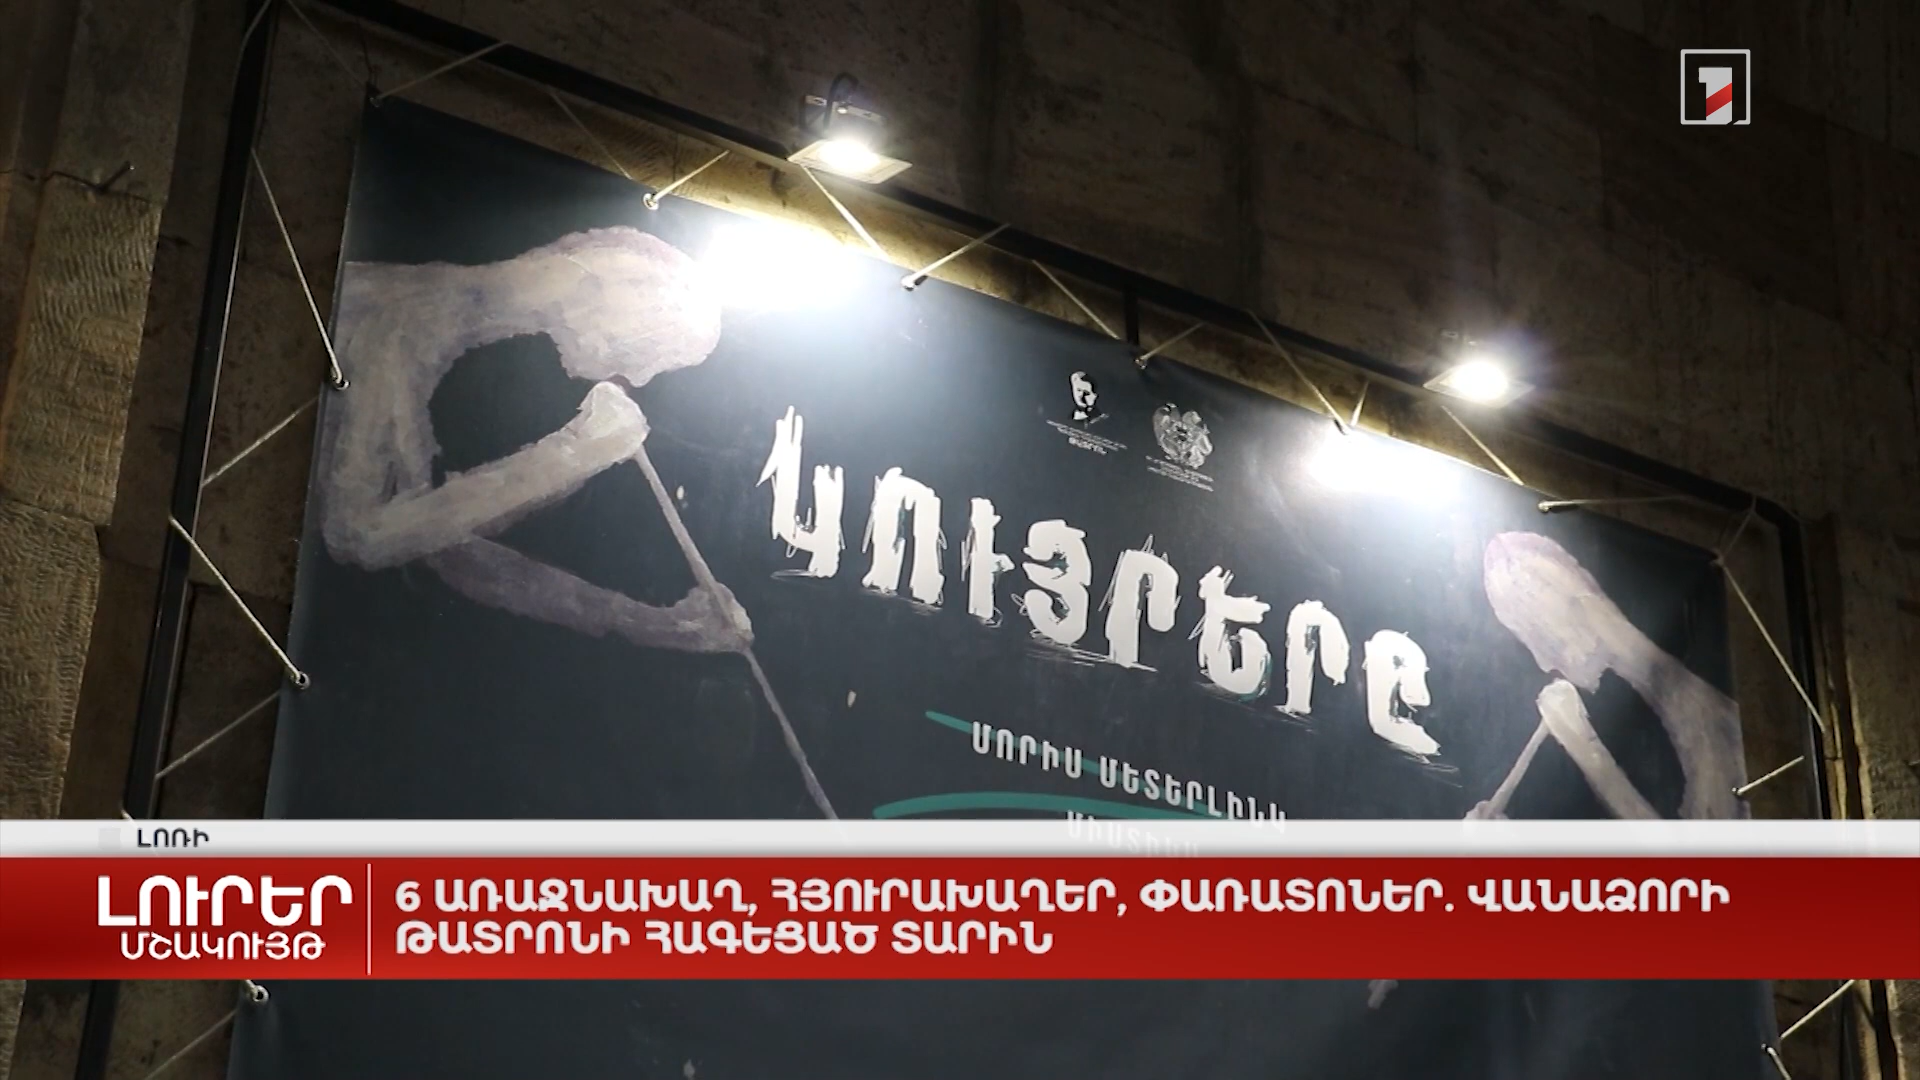 ԿՈՒՅՐԵՐԸ
ՄՈՐԻՍ ՄԵՏԵՐԼԻՆԿ
ԼՈՌԻ
ԼՈՒՐԵՐ
ՄՇԱԿՈՒՅԹ
6 ԱՌԱՋՆԱԽԱՂ, ՀՅՈՒՐԱԽԱՂԵՐ, ՓԱՌԱՏՈՆԵՐ. ՎԱՆԱՁՈՐԻ
ԹԱՏՐՈՆԻ ՀԱԳԵՑԱԾ ՏԱՐԻՆ